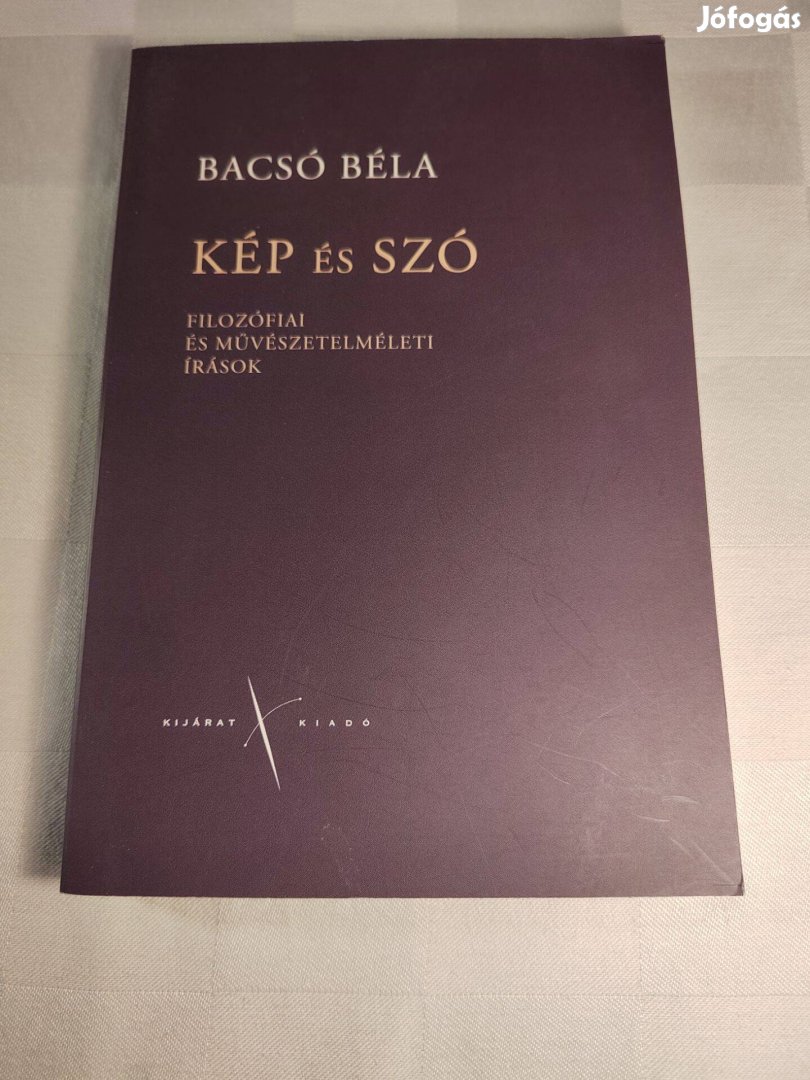 Jófogás
BACSÓ BÉLA
KÉP ÉS SZÓ
FILOZÓFIAI
ÉS MŰVÉSZETELMÉLETI
ÍRÁSOK
KIJÁRAT KIADÓ